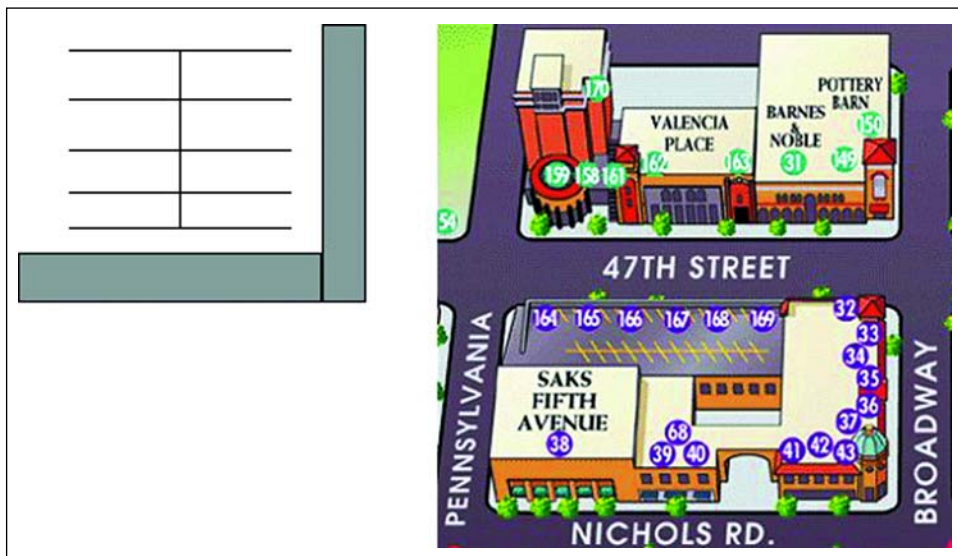 170
POTTERY
BARN
150
BARNES
&
NOBLE
VALENCIA
PLACE
162
163
31
149
159
158
161
54
47TH STREET
164
165
166
167
168
169
32
33
34
35
36
37
PENNSYLVANIA
SAKS
FIFTH
AVENUE
38
68
39
40
41
42
43
BROADWAY
NICHOLS RD.